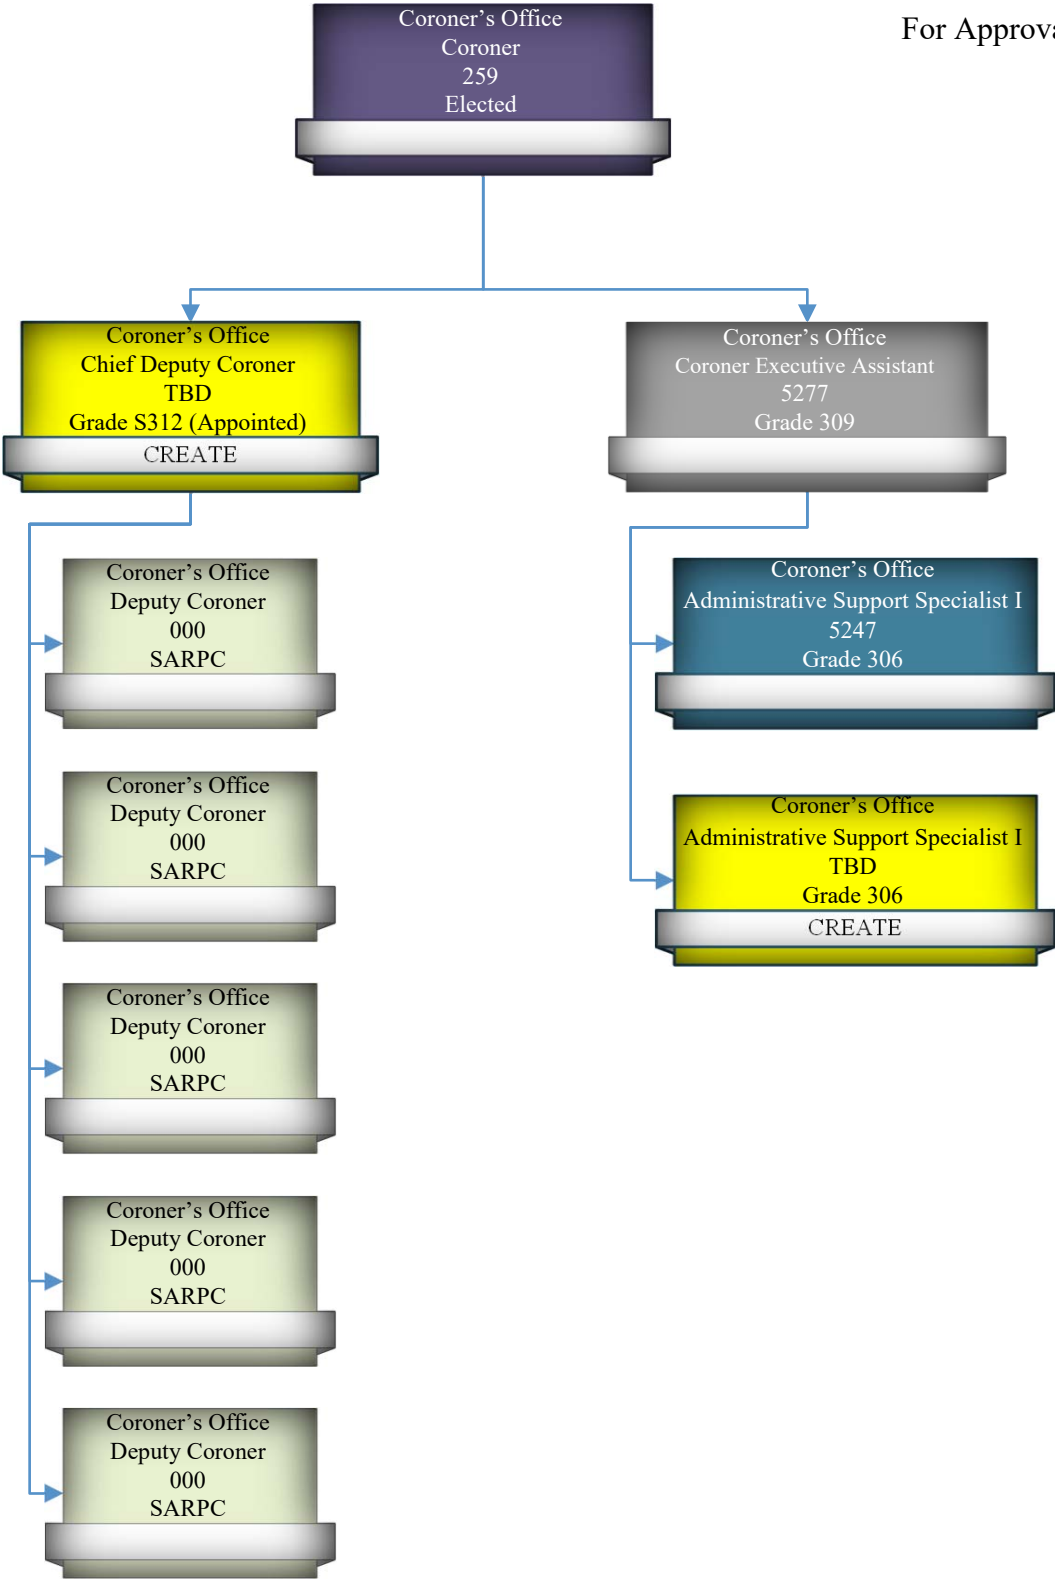 Coroner’s Office
Coroner
259
Elected
For Approva
Coroner’s Office
Chief Deputy Coroner
TBD
Grade S312 (Appointed)
CREATE
Coroner’s Office
Coroner Executive Assistant
5277
Grade 309
Coroner’s Office
Deputy Coroner
000
SARPC
Coroner’s Office
Administrative Support Specialist I
5247
Grade 306
Coroner’s Office
Deputy Coroner
000
SARPC
Coroner’s Office
Administrative Support Specialist I
TBD
Grade 306
CREATE
Coroner’s Office
Deputy Coroner
000
SARPC
Coroner’s Office
Deputy Coroner
000
SARPC
Coroner’s Office
Deputy Coroner
000
SARPC